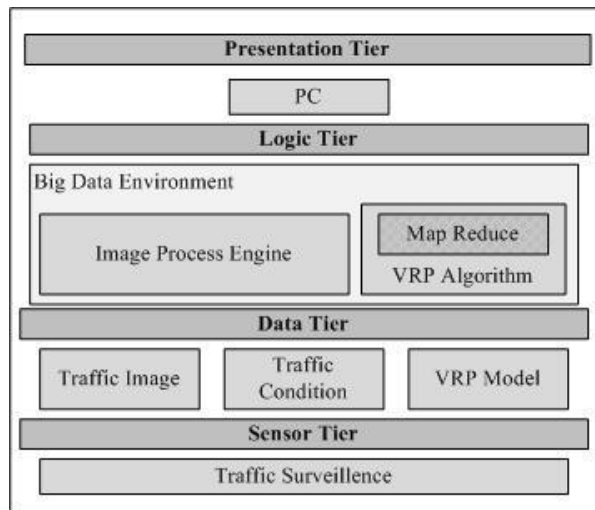 Presentation Tier
PC
Logic Tier
Big Data Environment
Image Process Engine
Map Reduce
VRP Algorithm
Data Tier
Traffic Image
Traffic
Condition
VRP Model
Sensor Tier
Traffic Surveillence